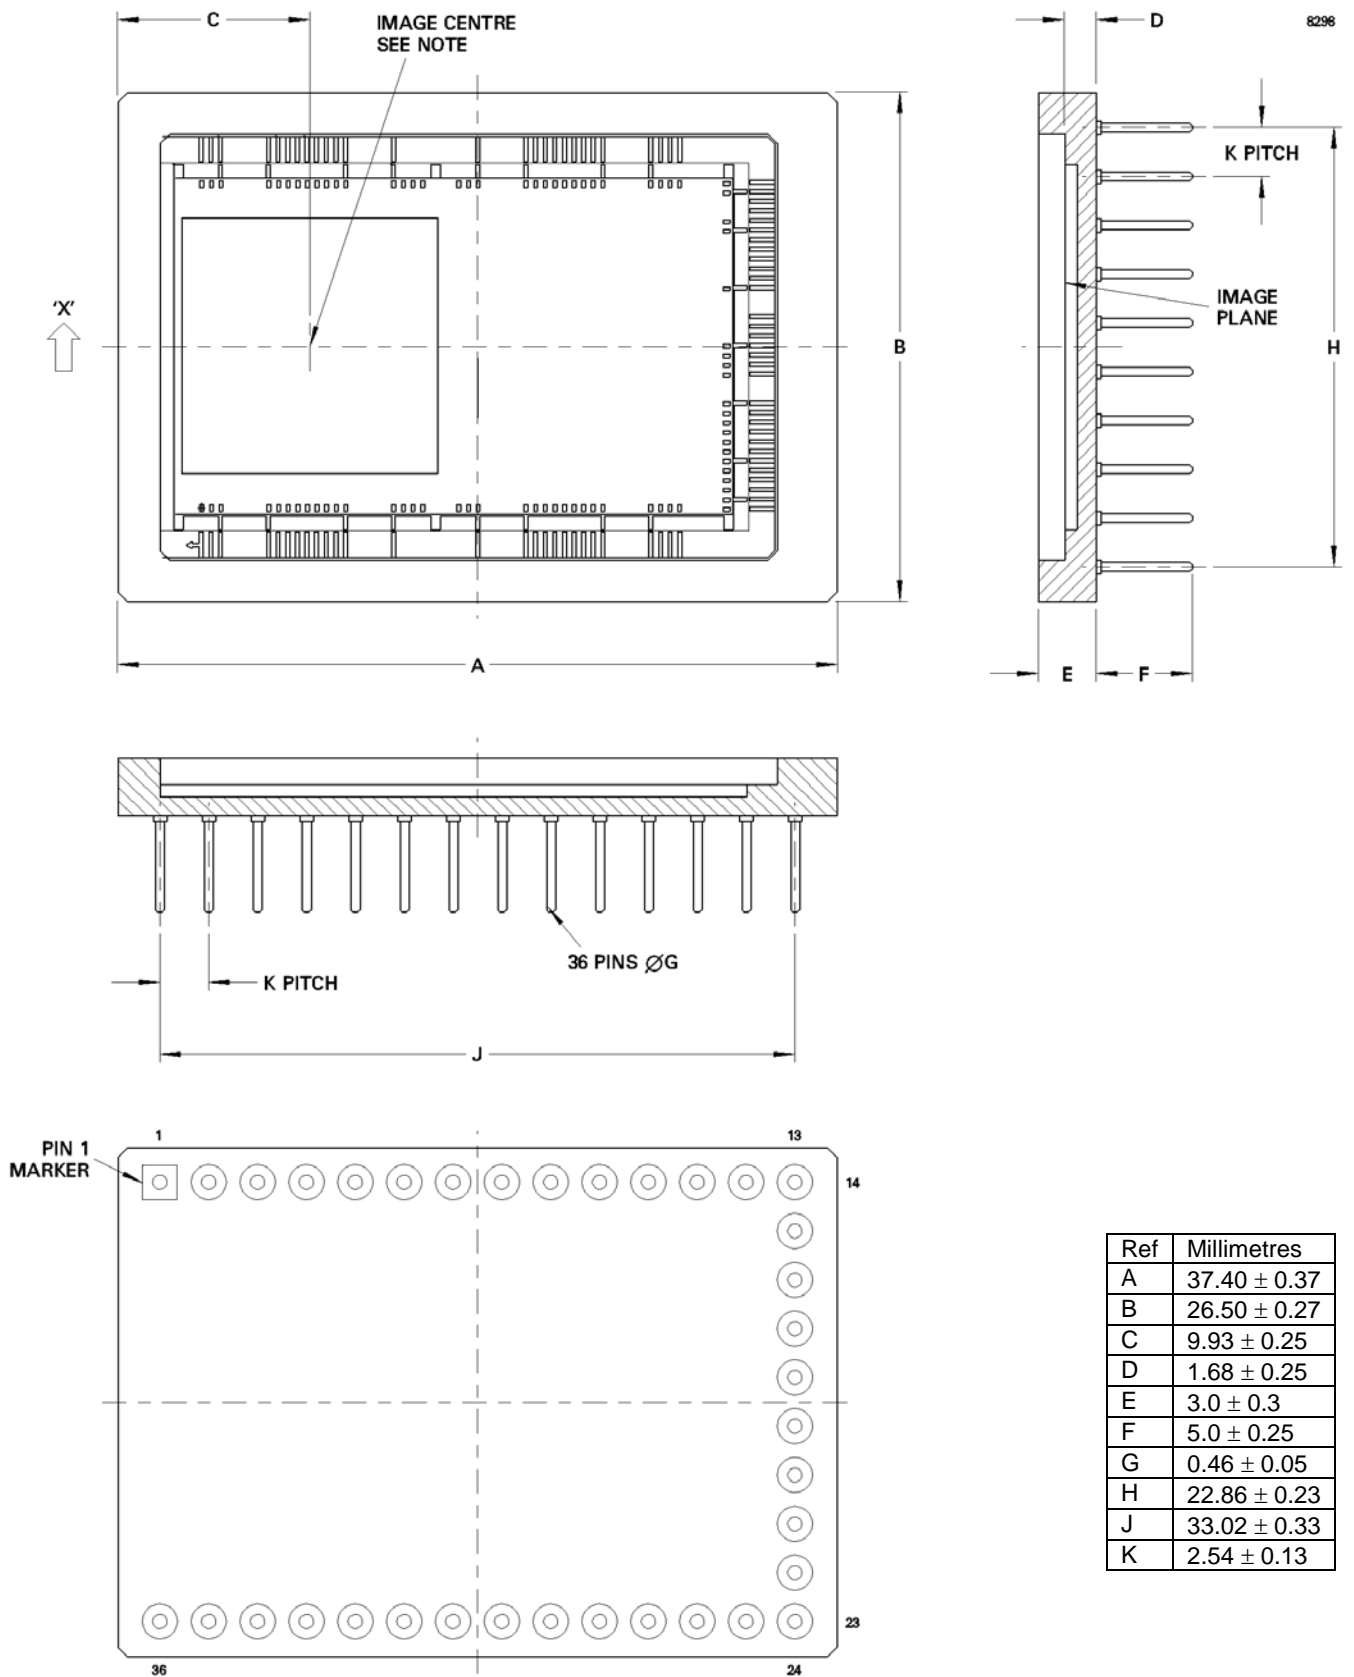 C
IMAGE CENTRE
SEE NOTE
D
8298
K PITCH
'X'
B
IMAGE
PLANE
H
A
E
F
36 PINS ØG
K PITCH
J
PIN 1
MARKER
1
13
14
23
36
24
Ref Millimetres
A 37.40 ± 0.37
B 26.50 ± 0.27
C 9.93 ± 0.25
D 1.68 ± 0.25
E 3.0 ± 0.3
F 5.0 ± 0.25
G 0.46 ± 0.05
H 22.86 ± 0.23
J 33.02 ± 0.33
K 2.54 ± 0.13